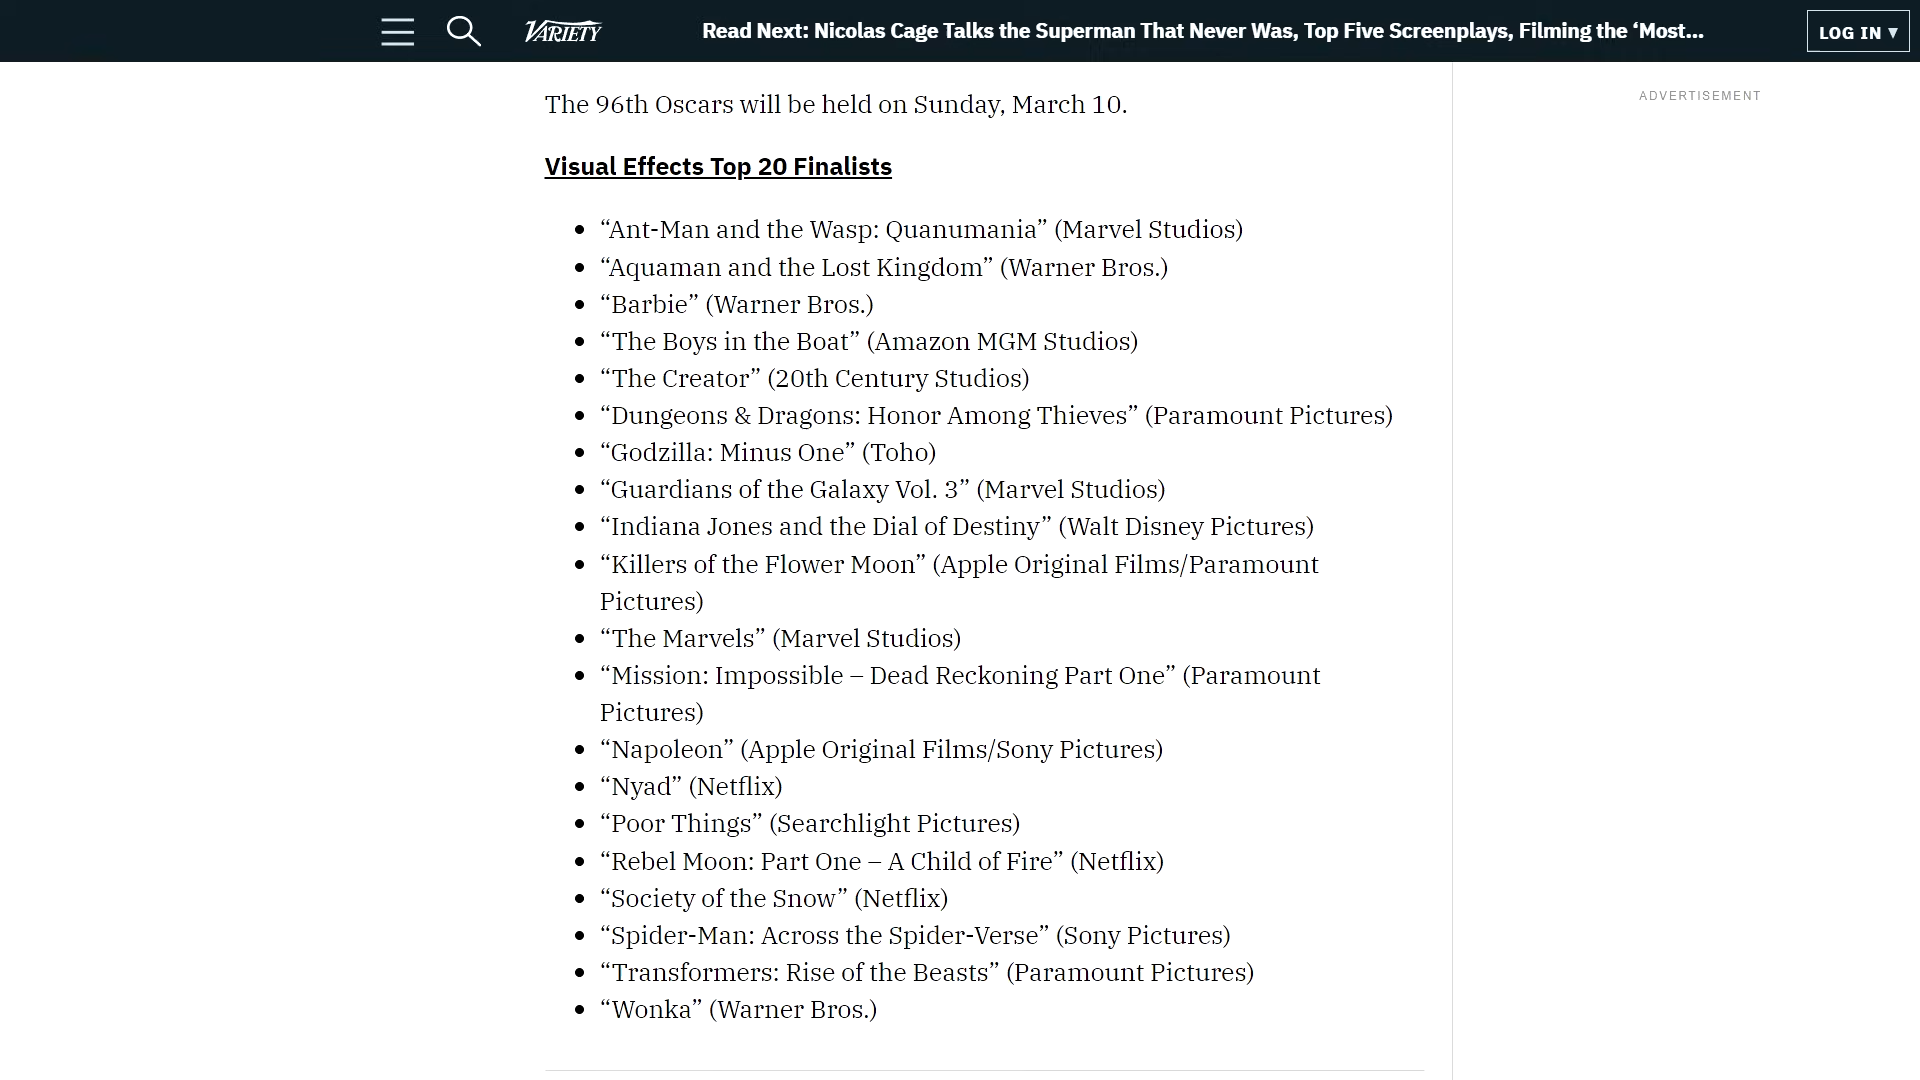 VARIETY
Read Next: Nicolas Cage Talks the Superman That Never Was, Top Five Screenplays, Filming the ‘Most...
LOG IN ▾
ADVERTISEMENT
The 96th Oscars will be held on Sunday, March 10.
Visual Effects Top 20 Finalists
• “Ant-Man and the Wasp: Quanumania” (Marvel Studios)
• “Aquaman and the Lost Kingdom” (Warner Bros.)
• “Barbie” (Warner Bros.)
• “The Boys in the Boat” (Amazon MGM Studios)
• “The Creator” (20th Century Studios)
• “Dungeons & Dragons: Honor Among Thieves” (Paramount Pictures)
• “Godzilla: Minus One” (Toho)
• “Guardians of the Galaxy Vol. 3” (Marvel Studios)
• “Indiana Jones and the Dial of Destiny” (Walt Disney Pictures)
• “Killers of the Flower Moon” (Apple Original Films/Paramount
Pictures)
• “The Marvels” (Marvel Studios)
• “Mission: Impossible – Dead Reckoning Part One” (Paramount
Pictures)
• “Napoleon” (Apple Original Films/Sony Pictures)
• “Nyad” (Netflix)
• “Poor Things” (Searchlight Pictures)
• “Rebel Moon: Part One – A Child of Fire” (Netflix)
• “Society of the Snow” (Netflix)
• “Spider-Man: Across the Spider-Verse” (Sony Pictures)
• “Transformers: Rise of the Beasts” (Paramount Pictures)
• “Wonka” (Warner Bros.)